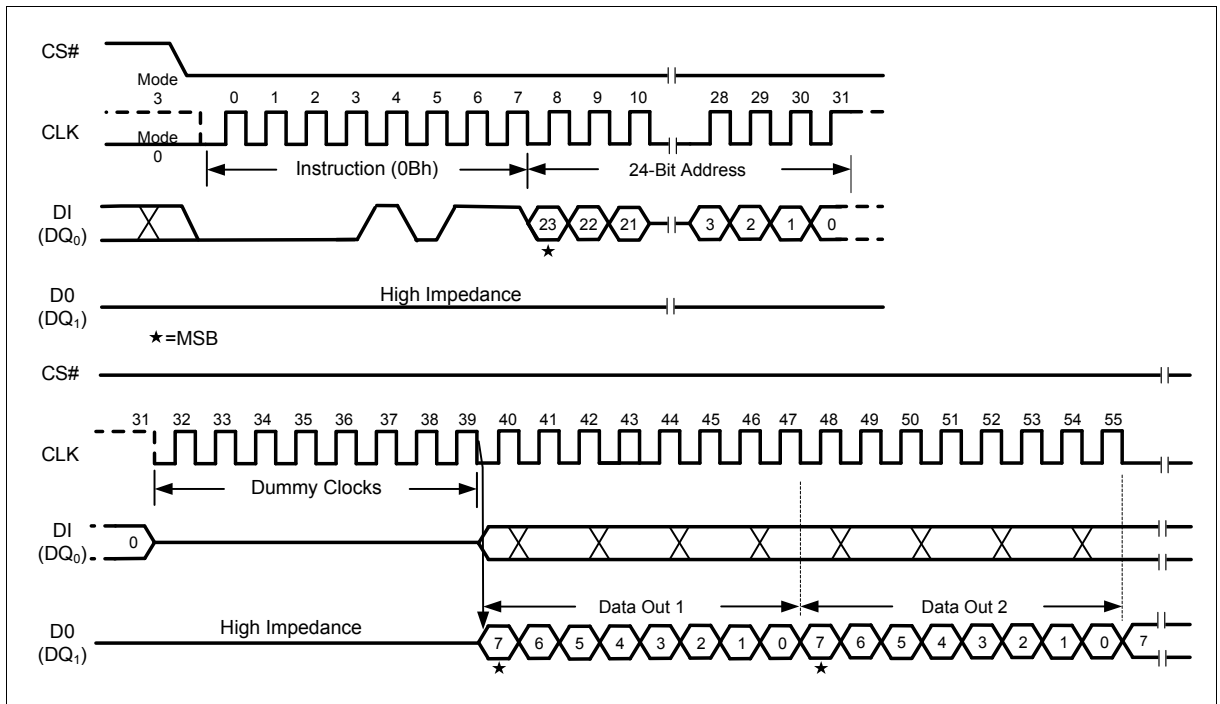 CS#
Mode
3
0 1 2 3 4 5 6 7 8 9 10 28 29 30 31
CLK
Mode
0
Instruction (0Bh) 24-Bit Address
DI
(DQ0)
23 22 21 3 2 1 0
★
D0
(DQ1)
High Impedance
★=MSB
CS#
31 32 33 34 35 36 37 38 39 40 41 42 43 44 45 46 47 48 49 50 51 52 53 54 55
CLK
Dummy Clocks
DI
(DQ0)
0
Data Out 1 Data Out 2
D0
(DQ1)
High Impedance
7 6 5 4 3 2 1 0 7 6 5 4 3 2 1 0 7
★ ★